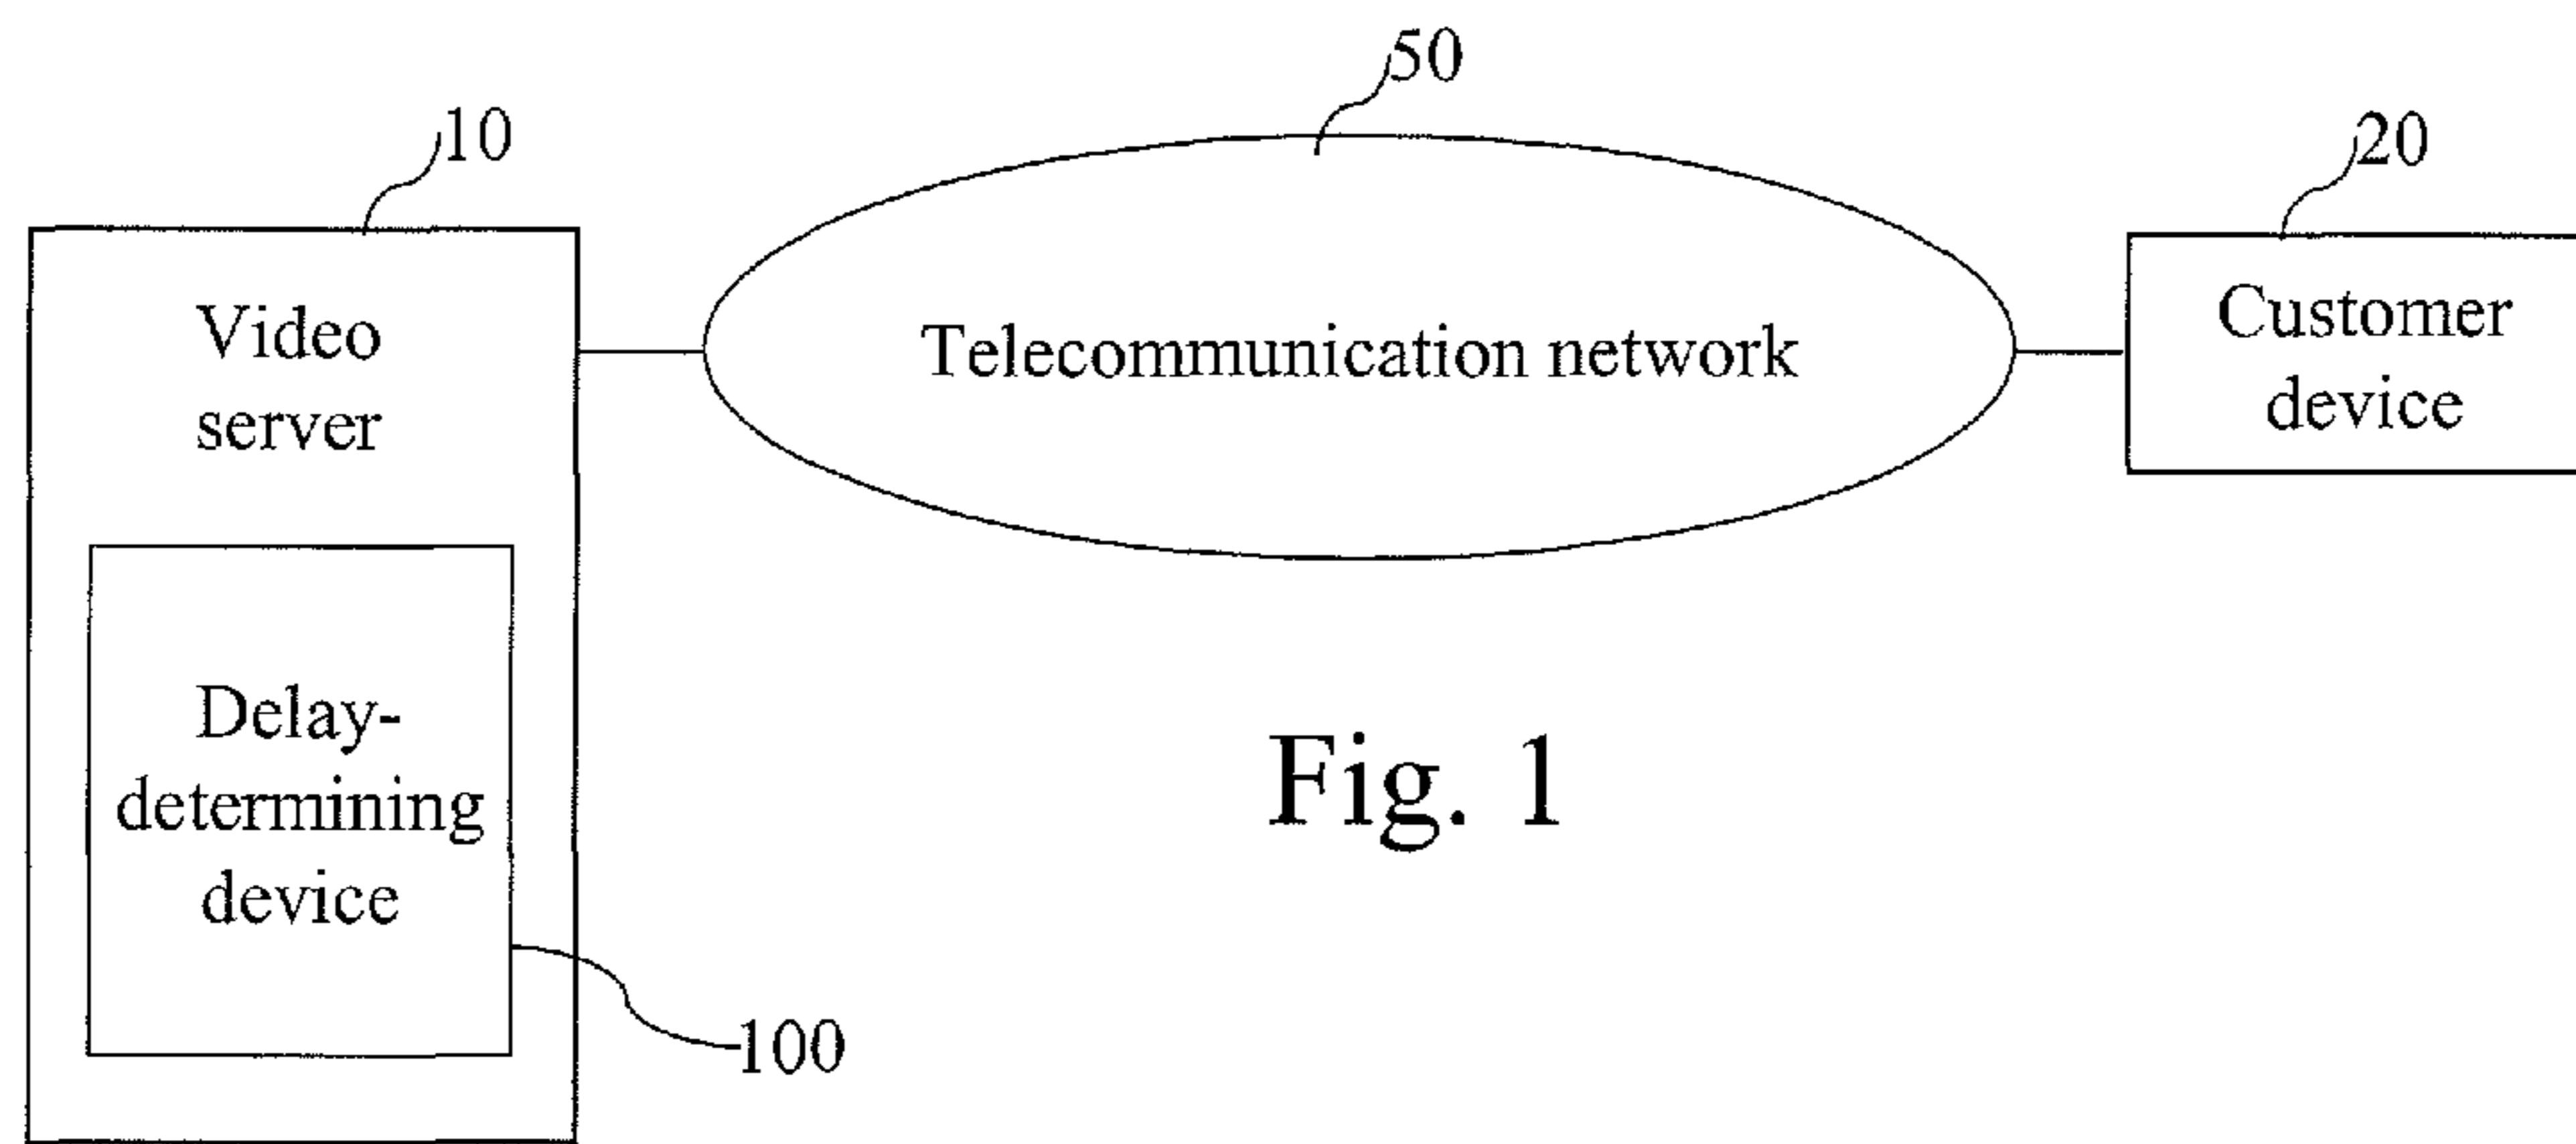 50
10
20
Video
server
Telecommunication network
Customer
device
Delay-
determining
device
Fig. 1
100